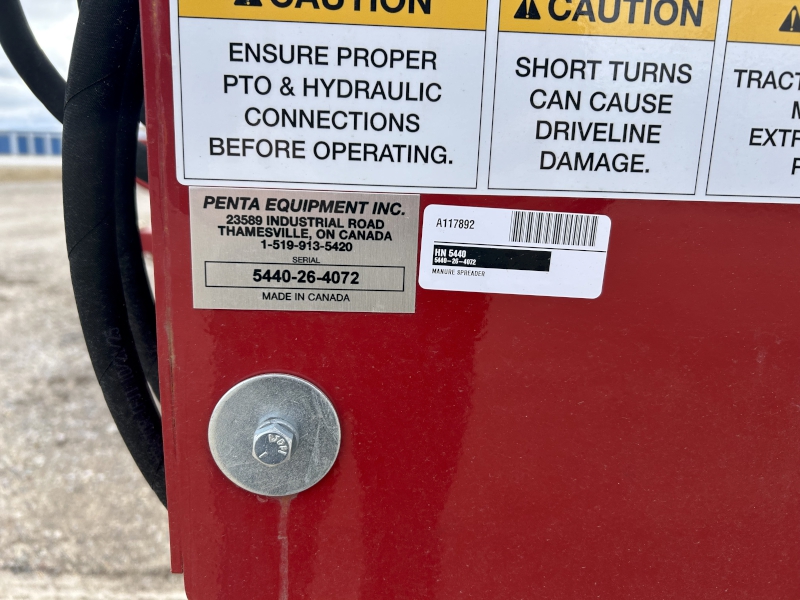 CAUTION
ENSURE PROPER
PTO & HYDRAULIC
CONNECTIONS
BEFORE OPERATING.
CAUTION
SHORT TURNS
CAN CAUSE
DRIVELINE
DAMAGE.
TRACT
M
EXTR
P
PENTA EQUIPMENT INC.
23589 INDUSTRIAL ROAD
THAMESVILLE, ON CANADA
1-519-913-5420
SERIAL
5440-26-4072
MADE IN CANADA
A117892
HN 5440
5440-26-4072
MANURE SPREADER